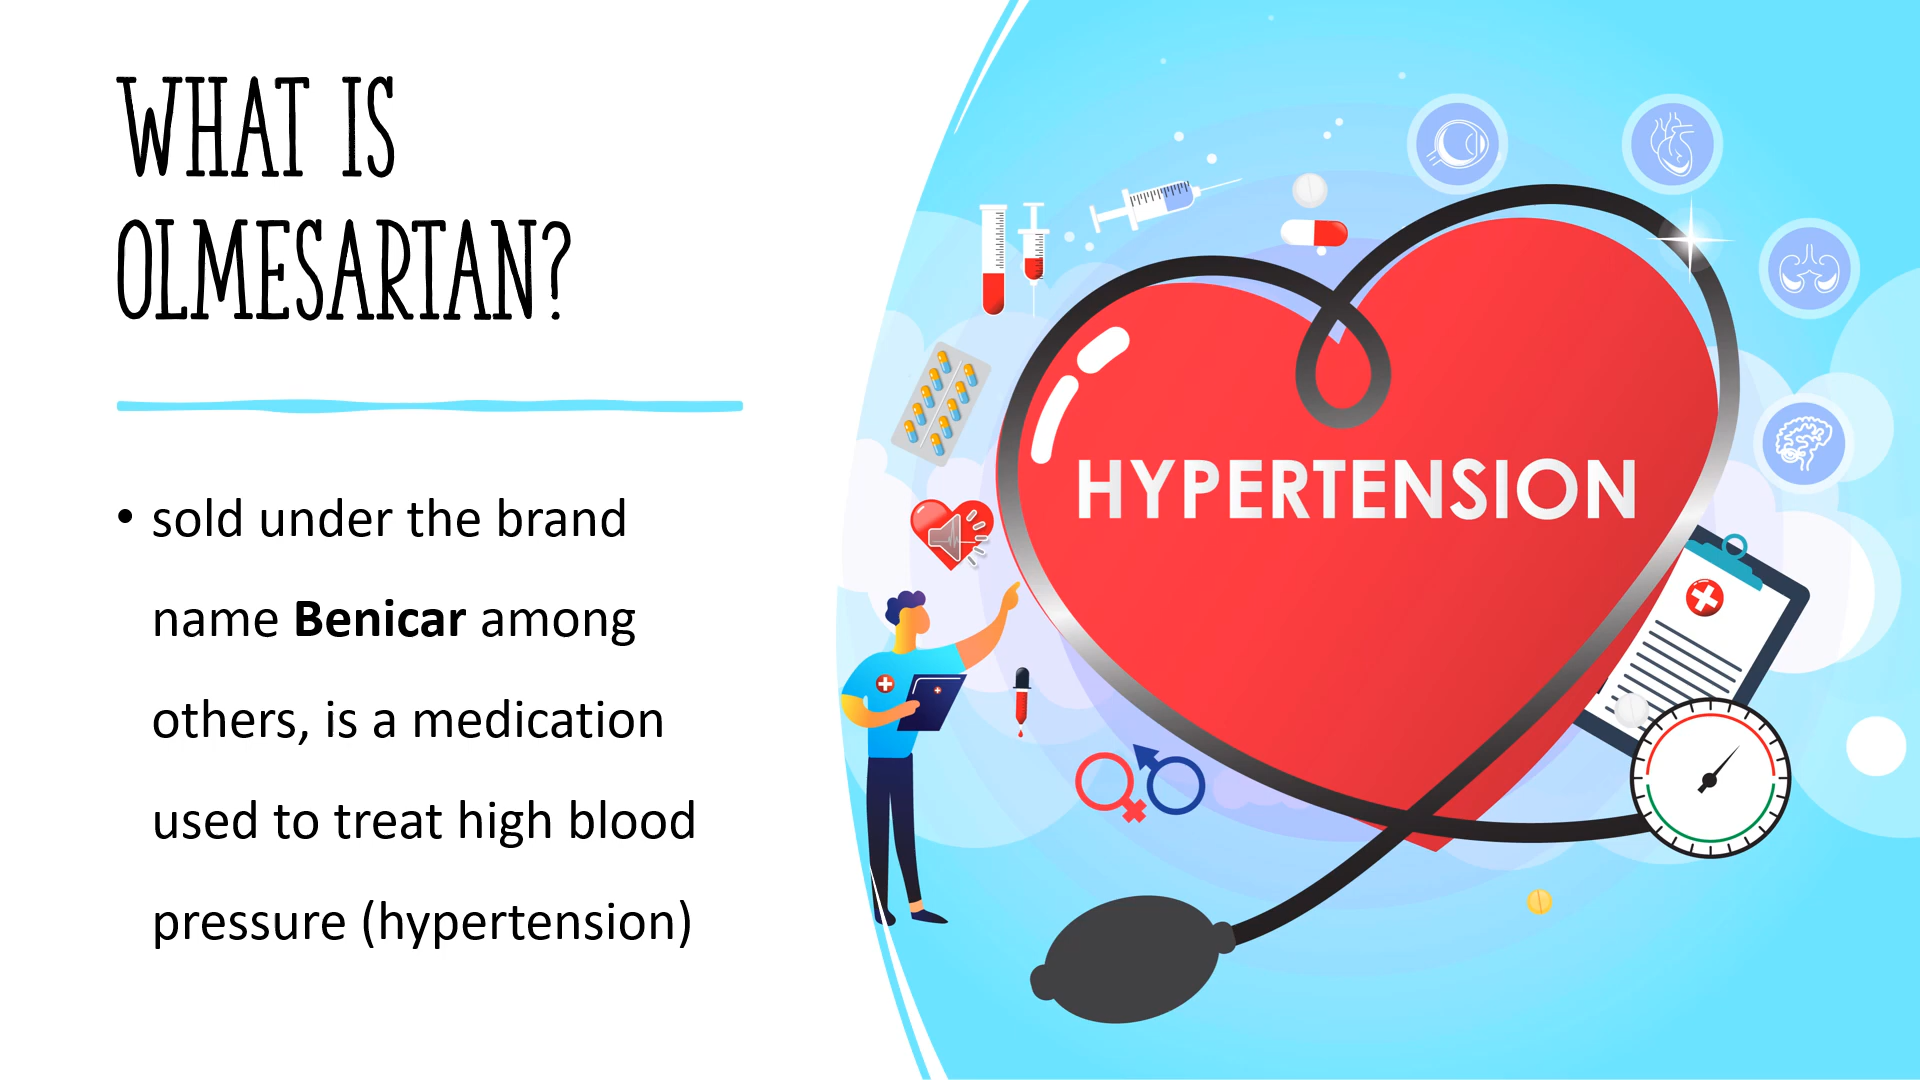 WHAT IS
OLMESARTAN?
• sold under the brand
name Benicar among
others, is a medication
used to treat high blood
pressure (hypertension)
HYPERTENSION